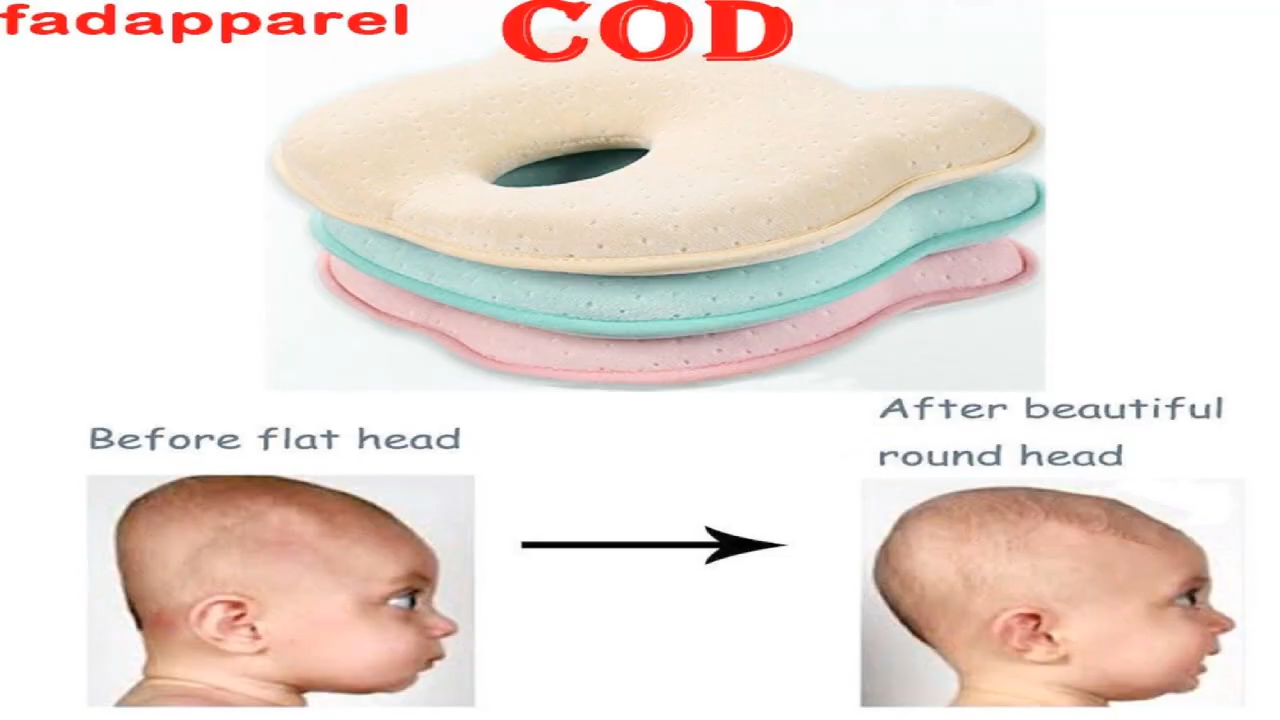 fadapparel
COD
Before flat head
After beautiful
round head